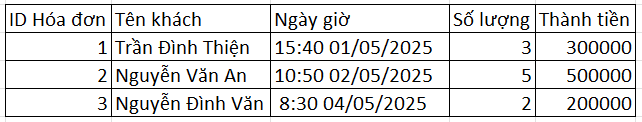 ID Hóa đơn Tên khách Ngày giờ Số lượng Thành tiền
1 Trần Đình Thiện 15:40 01/05/2025 3 300000
2 Nguyễn Văn An 10:50 02/05/2025 5 500000
3 Nguyễn Đình Văn 8:30 04/05/2025 2 200000